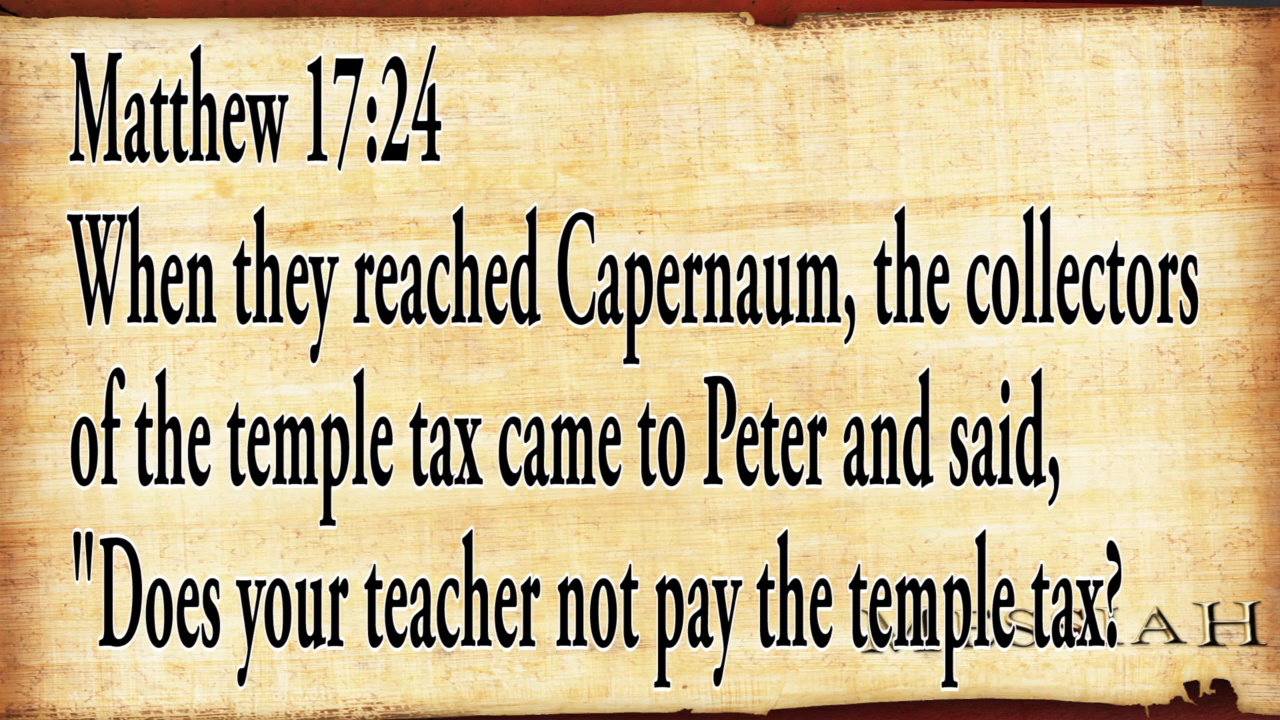 Matthew 17:24
When they reached Capernaum, the collectors
of the temple tax came to Peter and said,
"Does your teacher not pay the temple tax?
MESSIAH